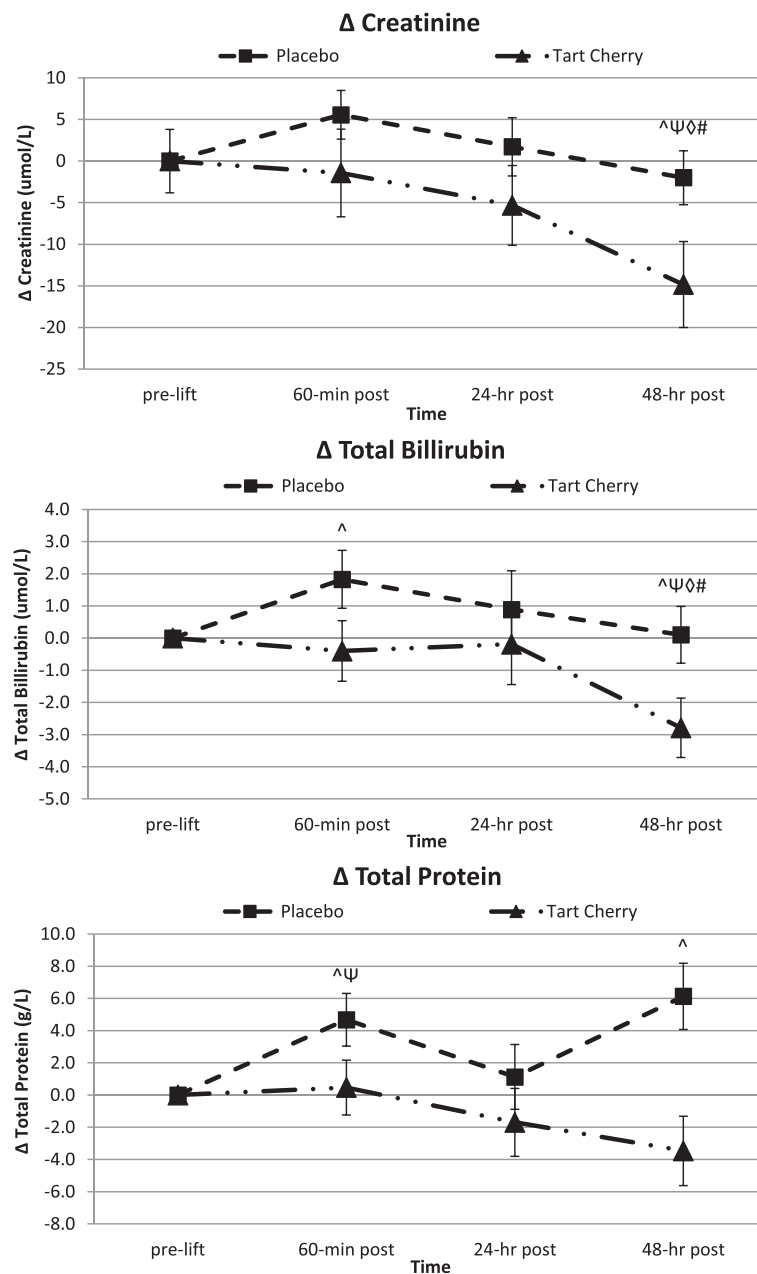 Δ Creatinine
Placebo · Tart Cherry
Δ Creatinine (umol/L)
10
5
0
-5
-10
-15
-20
-25
^Ψ◊#
pre-lift 60-min post 24-hr post 48-hr post
Time
Δ Total Billirubin
Placebo · Tart Cherry
Δ Total Billirubin (umol/L)
4.0
3.0
2.0
1.0
0.0
-1.0
-2.0
-3.0
-4.0
-5.0
^
^Ψ◊#
pre-lift 60-min post 24-hr post 48-hr post
Time
Δ Total Protein
Placebo · Tart Cherry
Δ Total Protein (g/L)
10.0
8.0
6.0
4.0
2.0
0.0
-2.0
-4.0
-6.0
-8.0
^Ψ
^
pre-lift 60-min post 24-hr post 48-hr post
Time